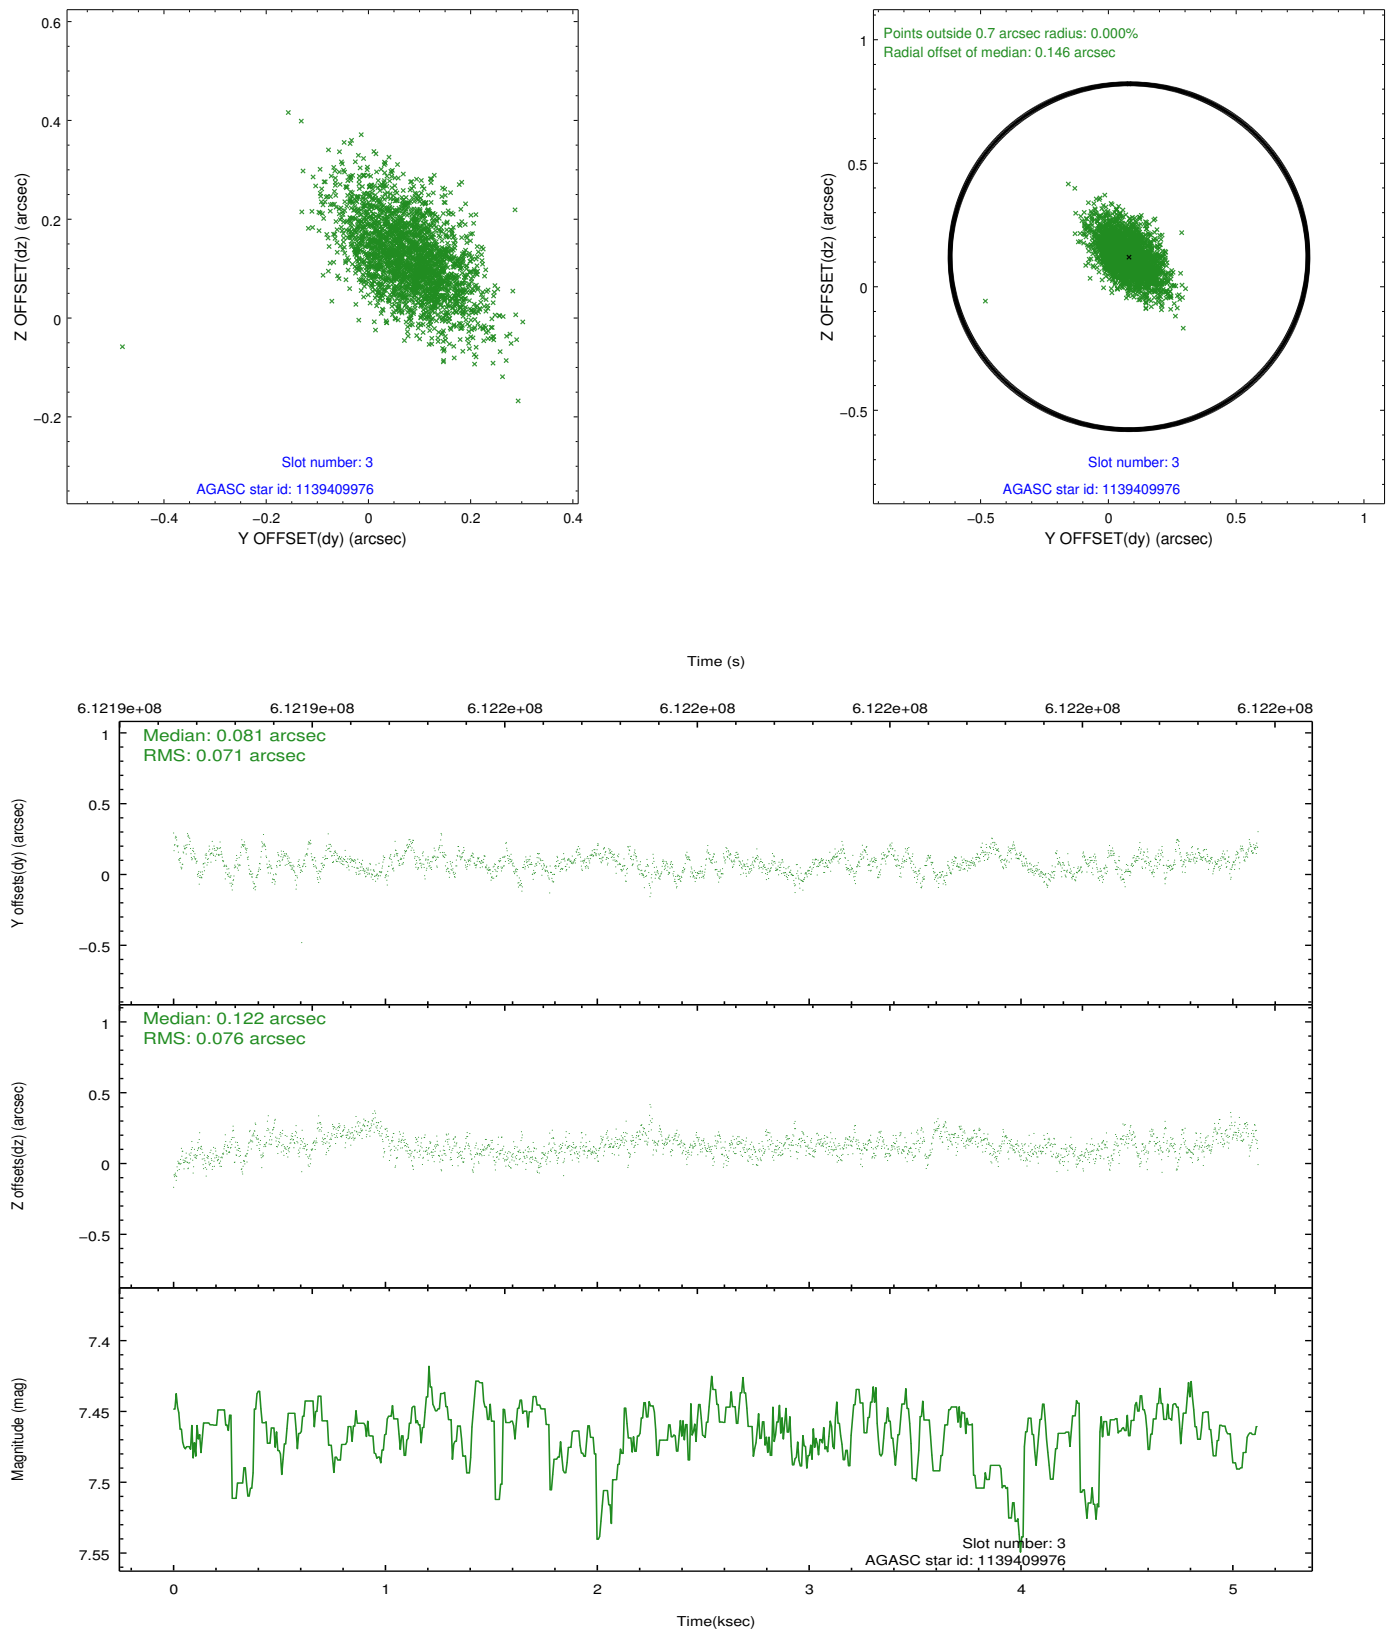 0.6
0.4
0.2
0
−0.2
Z OFFSET(dz) (arcsec)
Slot number: 3
AGASC star id: 1139409976
−0.4 −0.2 0 0.2 0.4
Y OFFSET(dy) (arcsec)
Points outside 0.7 arcsec radius: 0.000%
Radial offset of median: 0.146 arcsec
1
0.5
0
−0.5
Z OFFSET(dz) (arcsec)
Slot number: 3
AGASC star id: 1139409976
−0.5 0 0.5 1
Y OFFSET(dy) (arcsec)
Time (s)
6.1219e+08 6.1219e+08 6.122e+08 6.122e+08 6.122e+08 6.122e+08 6.122e+08
Median: 0.081 arcsec
RMS: 0.071 arcsec
1
0.5
0
−0.5
Y offsets(dy) (arcsec)
Median: 0.122 arcsec
RMS: 0.076 arcsec
1
0.5
0
−0.5
Z offsets(dz) (arcsec)
7.4
7.45
7.5
7.55
Magnitude (mag)
Slot number: 3
AGASC star id: 1139409976
0 1 2 3 4 5
Time(ksec)